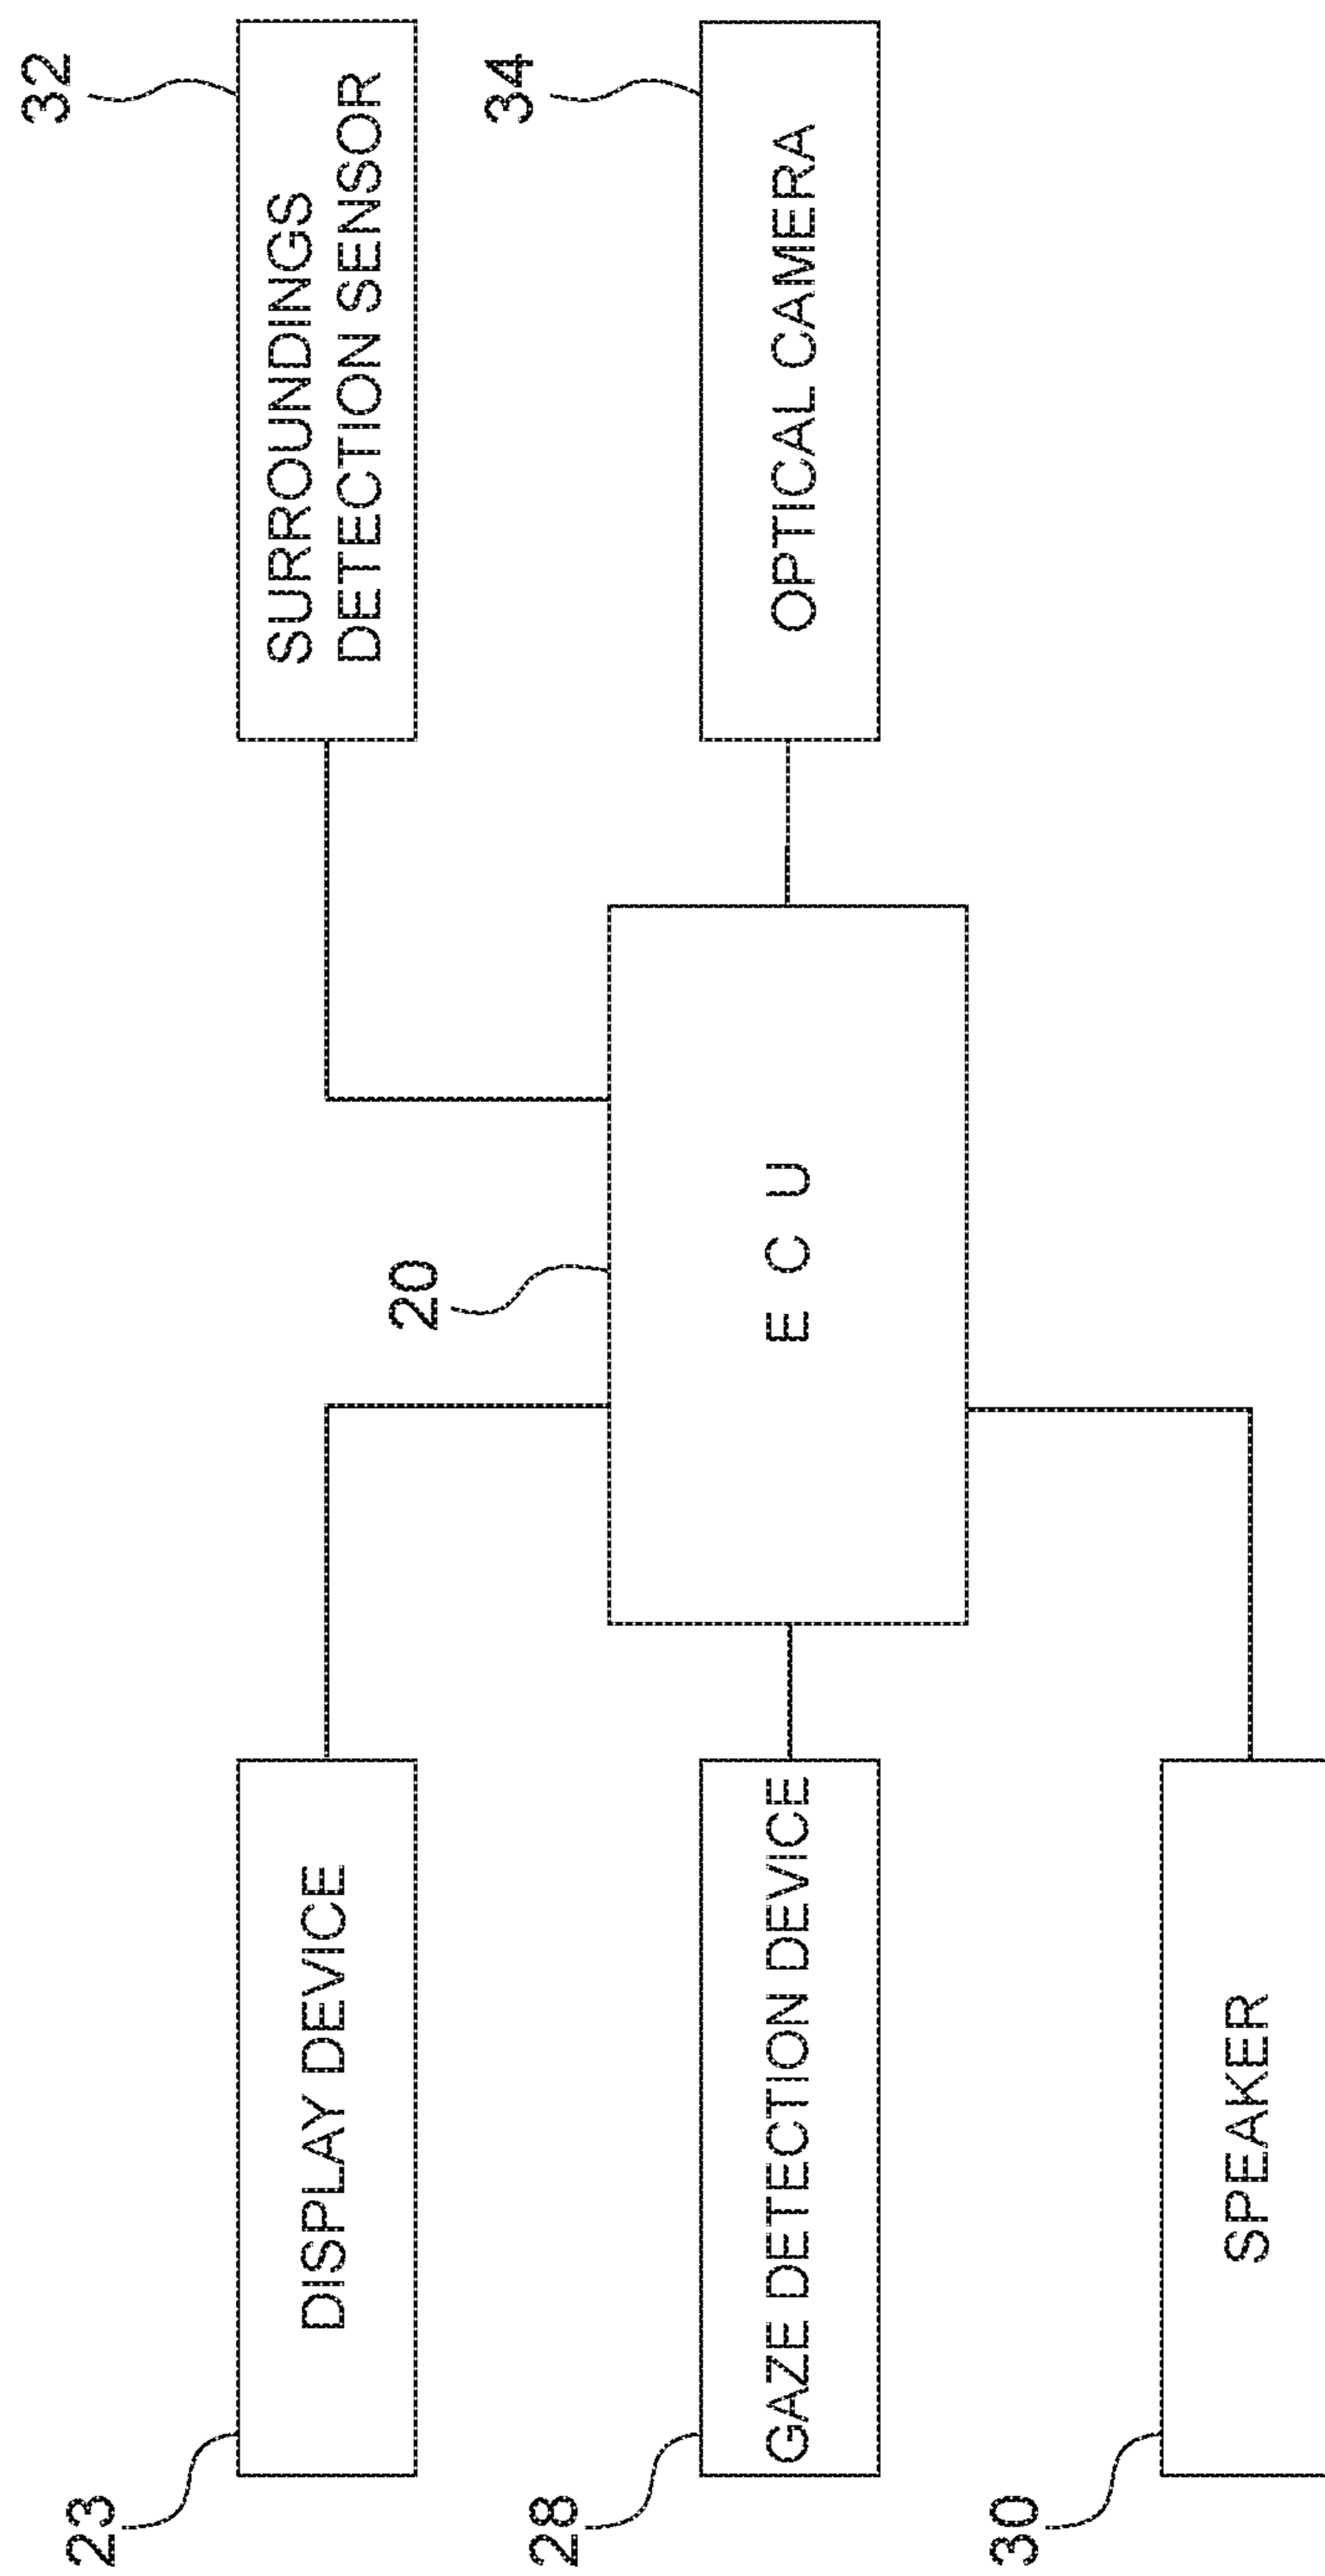 23
DISPLAY DEVICE
28
GAZE DETECTION DEVICE
30
SPEAKER
20
E C U
32
SURROUNDINGS
DETECTION SENSOR
34
OPTICAL CAMERA